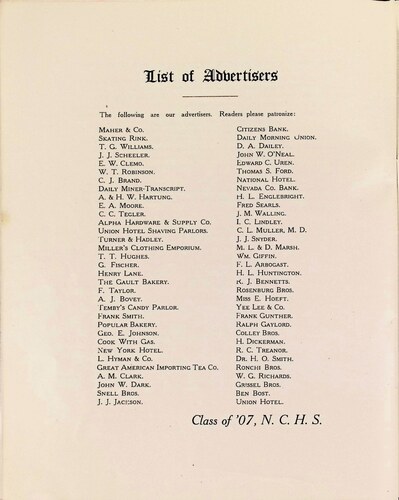 List of Advertisers
The following are our advertisers. Readers please patronize:
Maher & Co.
Skating Rink.
T. G. Williams.
J. J. Scheeler.
E. W. Clemo.
W. T. Robinson.
C. J. Brand.
Daily Miner-Transcript.
A. & H. W. Hartung.
E. A. Moore.
C. C. Tegler.
Alpha Hardware & Supply Co.
Union Hotel Shaving Parlors.
Turner & Hadley.
Miller's Clothing Emporium.
T. T. Hughes.
G. Fischer.
Henry Lane.
The Gault Bakery.
F. Taylor.
A. J. Bovey.
Temby's Candy Parlor.
Frank Smith.
Popular Bakery.
Geo. E. Johnson.
Cook With Gas.
New York Hotel.
L. Hyman & Co.
Great American Importing Tea Co.
A. M. Clark.
John W. Dark.
Snell Bros.
J. J. Jackson.
Citizens Bank.
Daily Morning Union.
D. A. Dailey.
John W. O'Neal.
Edward C. Uren.
Thomas S. Ford.
National Hotel.
Nevada Co. Bank.
H. L. Englebright.
Fred Searls.
J. M. Walling.
I. C. Lindley.
C. L. Muller, M. D.
J. J. Snyder.
M. L. & D. Marsh.
Wm. Giffin.
F. L. Arbogast.
H. L. Huntington.
R. J. Bennetts.
Rosenburg Bros.
Miss E. Hoeft.
Yee Lee & Co.
Frank Gunther.
Ralph Gaylord.
Colley Bros.
H. Dickerman.
R. C. Treanor.
Dr. H. O. Smith.
Ronchi Bros.
W. G. Richards.
Grissel Bros.
Ben Bost.
Union Hotel.
Class of '07, N. C. H. S.